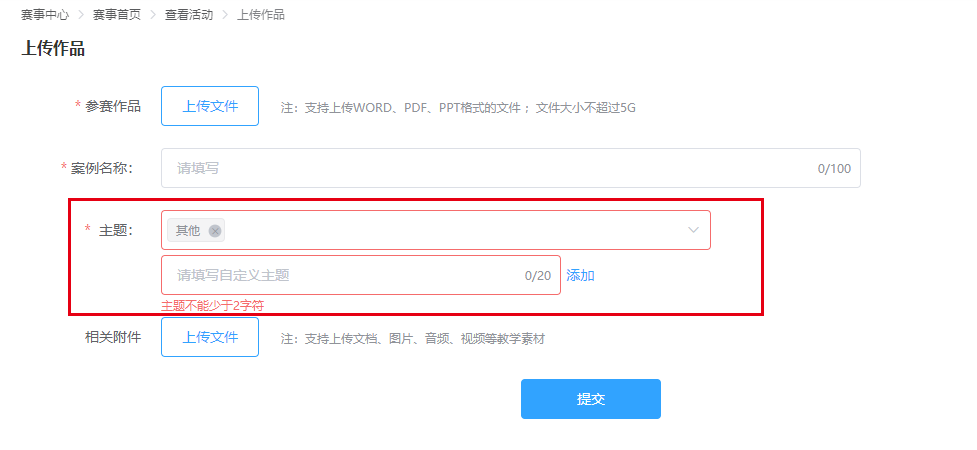 赛事中心 > 赛事首页 > 查看活动 > 上传作品
上传作品
* 参赛作品 上传文件 注：支持上传WORD、PDF、PPT格式的文件； 文件大小不超过5G
* 案例名称： 请填写 0/100
* 主题： 其他
请填写自定义主题 0/20 添加
主题不能少于2字符
相关附件 上传文件 注：支持上传文档、图片、音频、视频等教学素材
提交